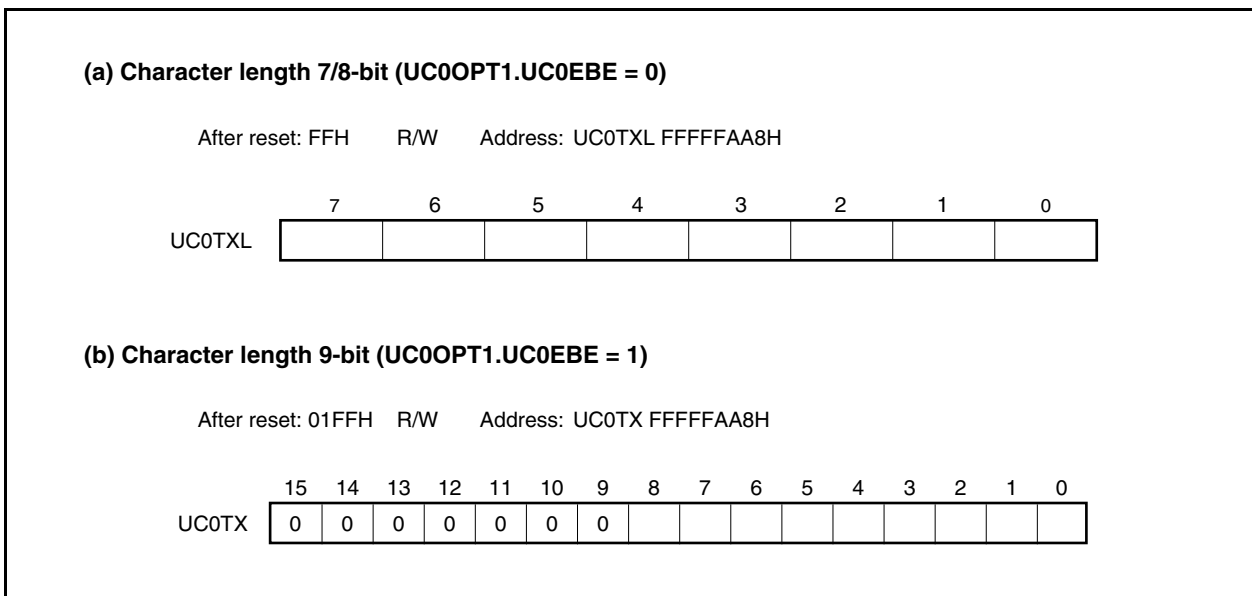 (a) Character length 7/8-bit (UC0OPT1.UC0EBE = 0)
After reset: FFH R/W Address: UC0TXL FFFFFAA8H
7 6 5 4 3 2 1 0
UC0TXL
(b) Character length 9-bit (UC0OPT1.UC0EBE = 1)
After reset: 01FFH R/W Address: UC0TX FFFFFAA8H
15 14 13 12 11 10 9 8 7 6 5 4 3 2 1 0
UC0TX 0 0 0 0 0 0 0